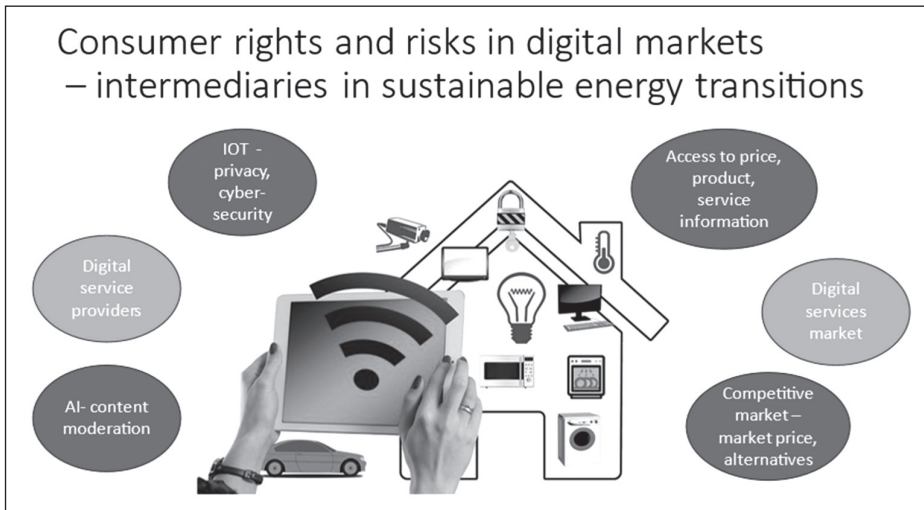 Consumer rights and risks in digital markets
– intermediaries in sustainable energy transitions
IOT -
privacy,
cyber-
security
Access to price,
product,
service
information
Digital
service
providers
Digital
services
market
AI- content
moderation
Competitive
market –
market price,
alternatives